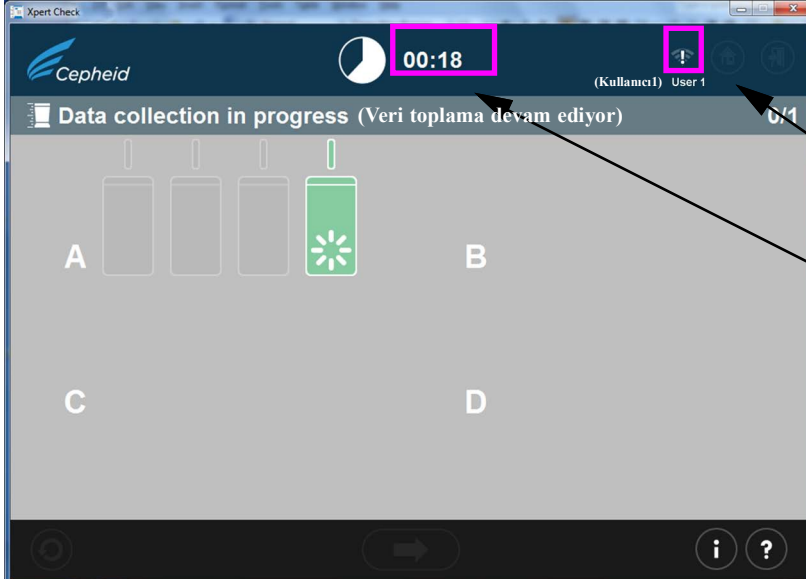 Xpert Check
Cepheid
00:18
(Kullanıcı1) User 1
Data collection in progress (Veri toplama devam ediyor) 0/1
A
B
C
D
i ?